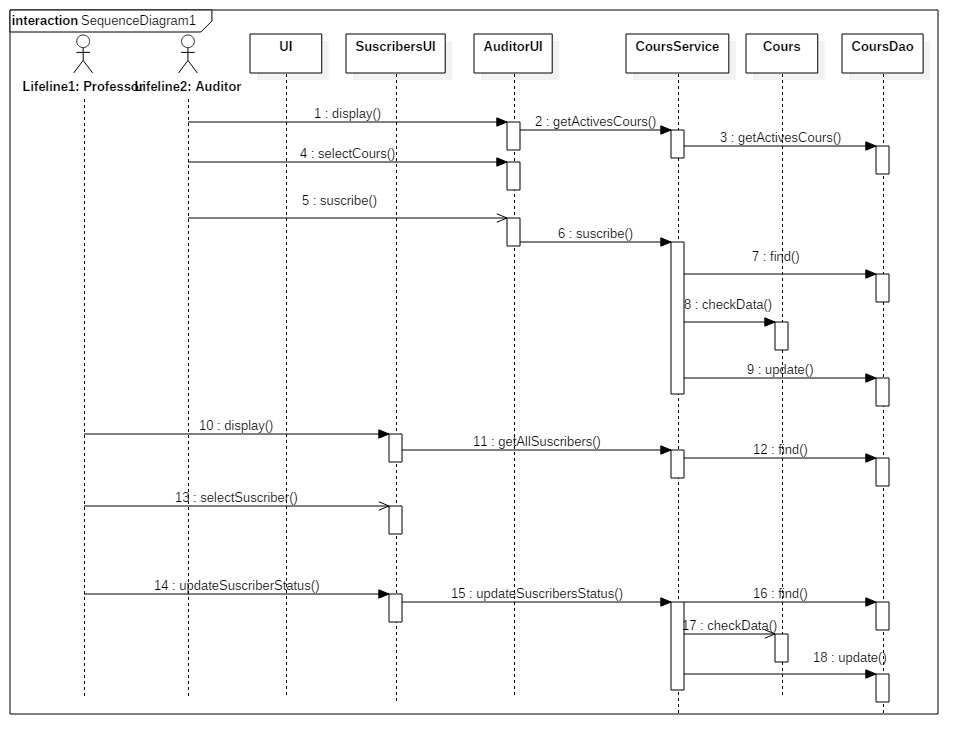 interaction SequenceDiagram1
Lifeline1: Professor
Lifeline2: Auditor
UI
SuscribersUI
AuditorUI
CoursService
Cours
CoursDao
1 : display()
2 : getActivesCours()
3 : getActivesCours()
4 : selectCours()
5 : suscribe()
6 : suscribe()
7 : find()
8 : checkData()
9 : update()
10 : display()
11 : getAllSuscribers()
12 : find()
13 : selectSuscriber()
14 : updateSuscriberStatus()
15 : updateSuscribersStatus()
16 : find()
17 : checkData()
18 : update()